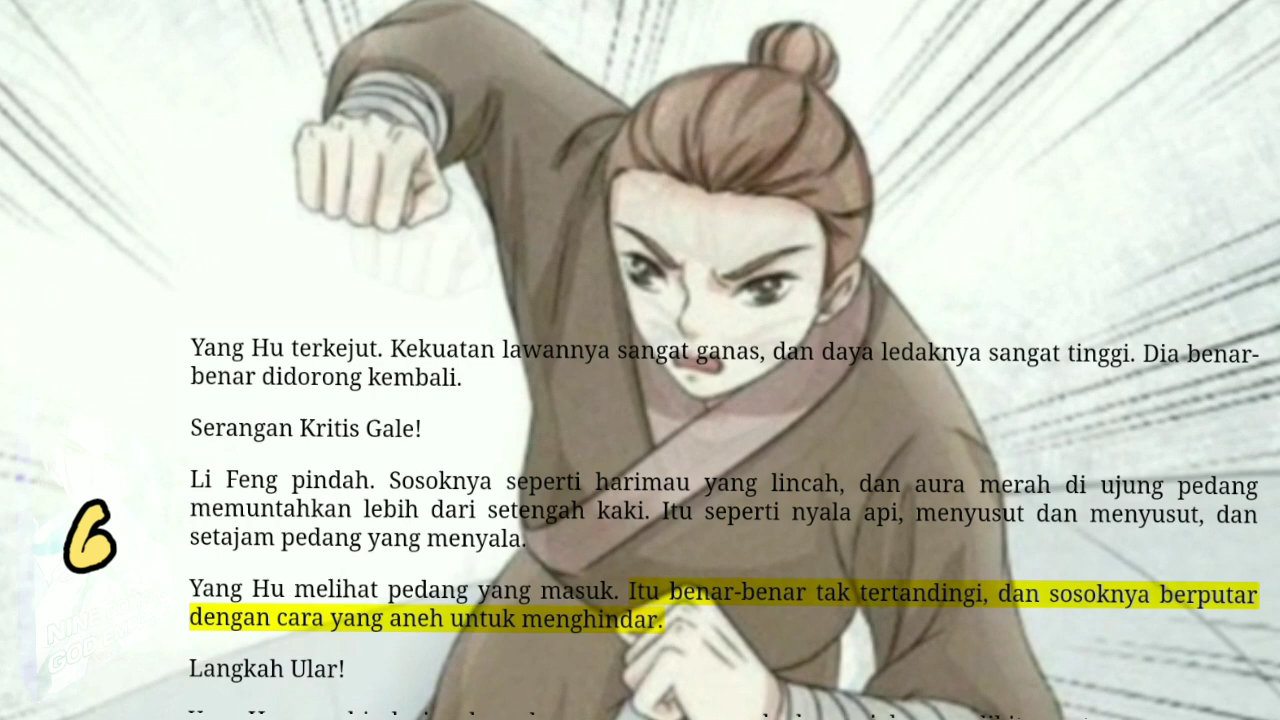 Yang Hu terkejut. Kekuatan lawannya sangat ganas, dan daya ledaknya sangat tinggi. Dia benar-
benar didorong kembali.
Serangan Kritis Gale!
Li Feng pindah. Sosoknya seperti harimau yang lincah, dan aura merah di ujung pedang
memuntahkan lebih dari setengah kaki. Itu seperti nyala api, menyusut dan menyusut, dan
setajam pedang yang menyala.
6
Yang Hu melihat pedang yang masuk. Itu benar-benar tak tertandingi, dan sosoknya berputar
dengan cara yang aneh untuk menghindar.
Langkah Ular!